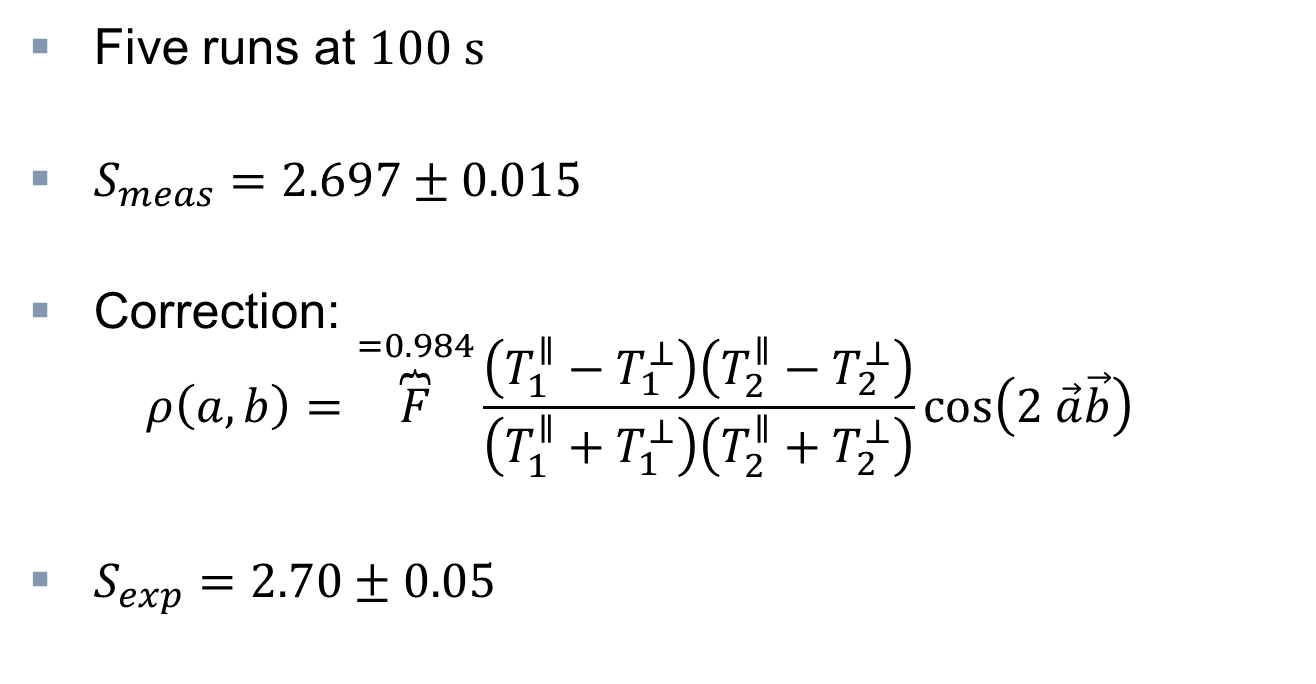 ▪ Five runs at 100 s
▪ S_meas = 2.697 ± 0.015
▪ Correction:
=0.984
ρ(a, b) = F (T₁^∥ − T₁^⊥)(T₂^∥ − T₂^⊥) / (T₁^∥ + T₁^⊥)(T₂^∥ + T₂^⊥) cos(2 a⃗b⃗)
▪ S_exp = 2.70 ± 0.05